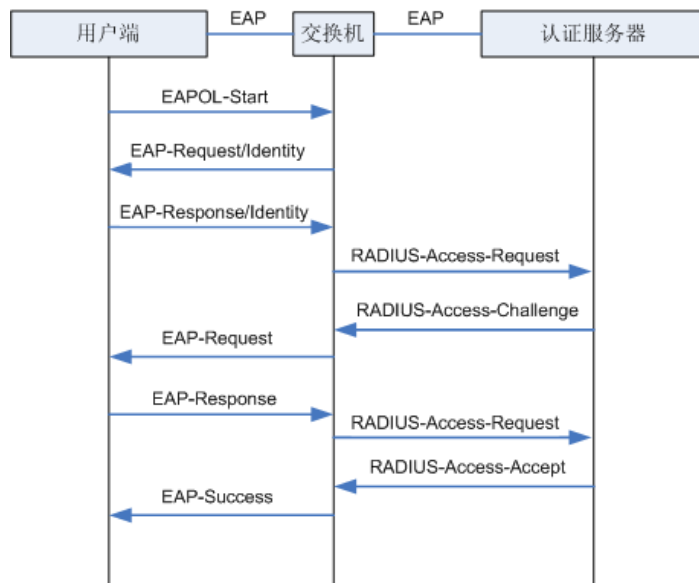 用户端
EAP
交换机
EAP
认证服务器
EAPOL-Start
EAP-Request/Identity
EAP-Response/Identity
RADIUS-Access-Request
RADIUS-Access-Challenge
EAP-Request
EAP-Response
RADIUS-Access-Request
RADIUS-Access-Accept
EAP-Success